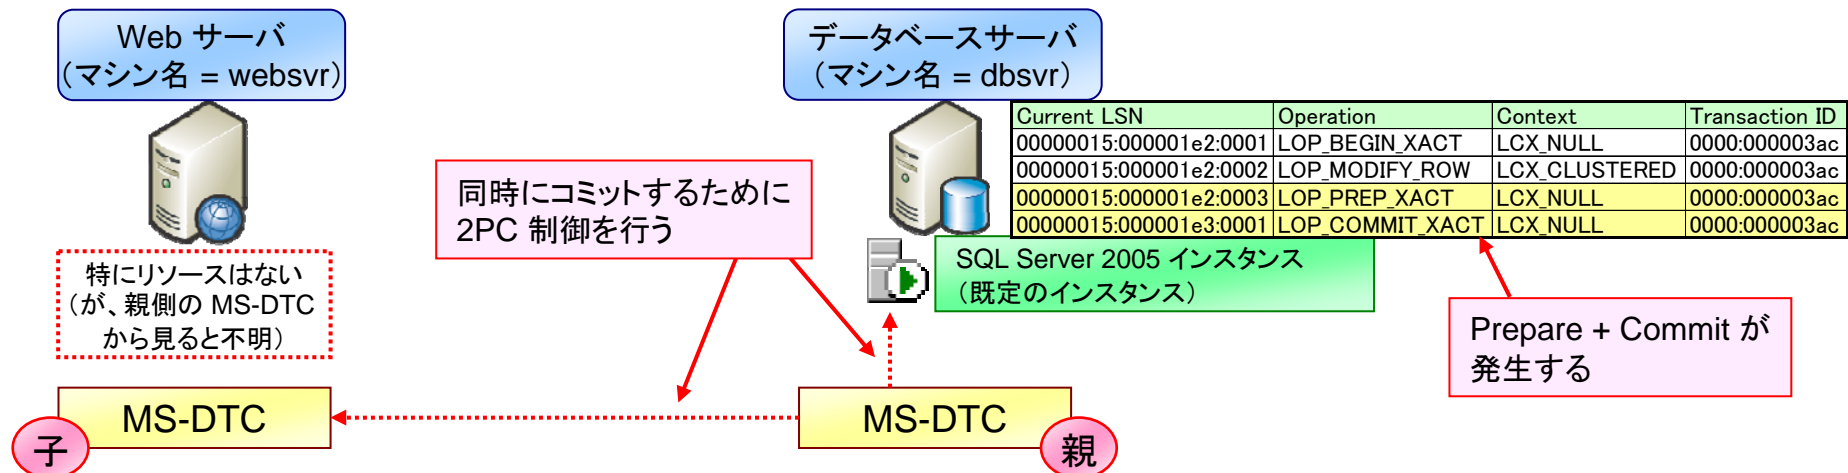 Web サーバ
（マシン名 = websvr）
データベースサーバ
（マシン名 = dbsvr）
Current LSN Operation Context Transaction ID
00000015:000001e2:0001 LOP_BEGIN_XACT LCX_NULL 0000:000003ac
00000015:000001e2:0002 LOP_MODIFY_ROW LCX_CLUSTERED 0000:000003ac
00000015:000001e2:0003 LOP_PREP_XACT LCX_NULL 0000:000003ac
00000015:000001e3:0001 LOP_COMMIT_XACT LCX_NULL 0000:000003ac
同時にコミットするために
2PC 制御を行う
特にリソースはない
（が、親側の MS-DTC
から見ると不明）
SQL Server 2005 インスタンス
（既定のインスタンス）
Prepare + Commit が
発生する
MS-DTC
子
MS-DTC
親